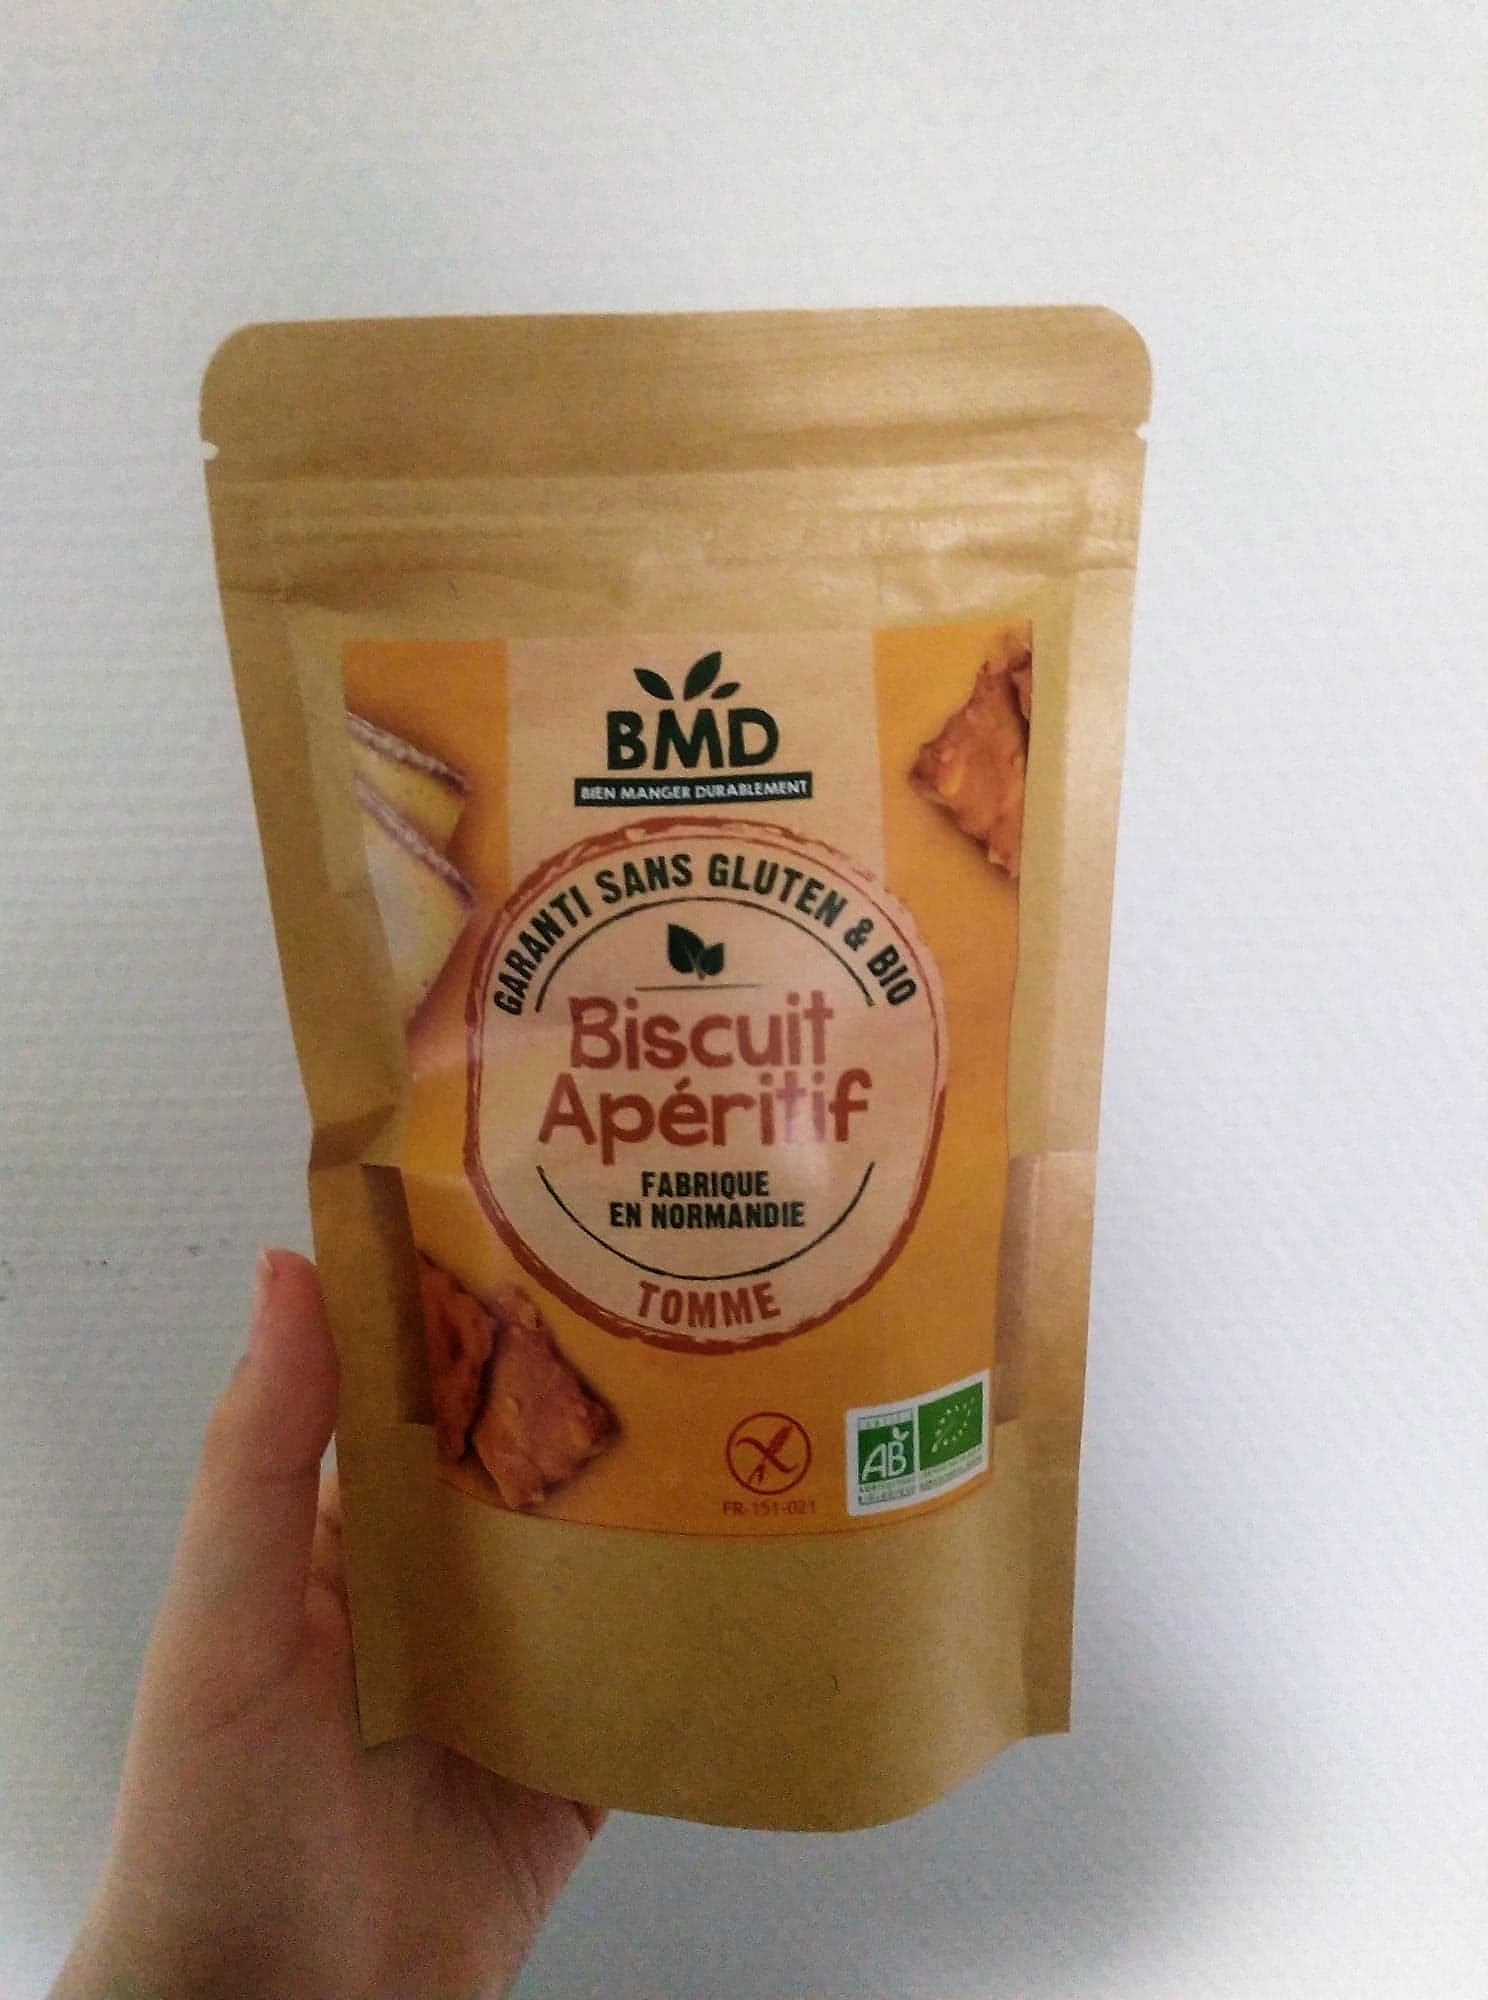 BMD
BIEN MANGER DURABLEMENT
GARANTI SANS GLUTEN & BIO
Biscuit
Apéritif
FABRIQUE
EN NORMANDIE
TOMME
FR-151-021
AB